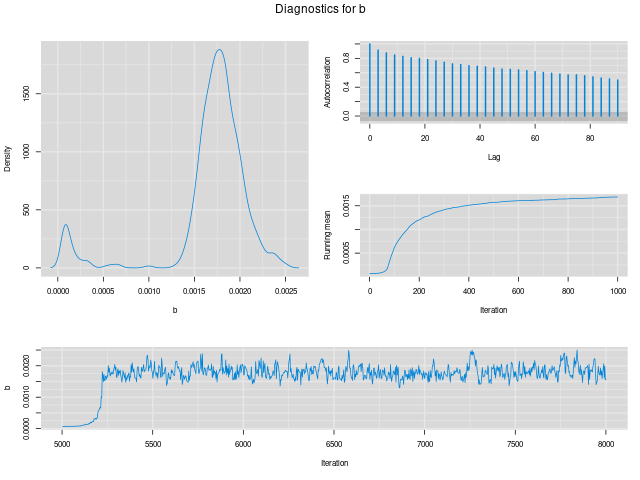 Diagnostics for b
Density
0 500 1000 1500
0.0000 0.0005 0.0010 0.0015 0.0020 0.0025
b
Autocorrelation
0.0 0.4 0.8
0 20 40 60 80
Lag
Running mean
0.0005 0.0015
0 200 400 600 800 1000
Iteration
b
0.0000 0.0010 0.0020
5000 5500 6000 6500 7000 7500 8000
Iteration